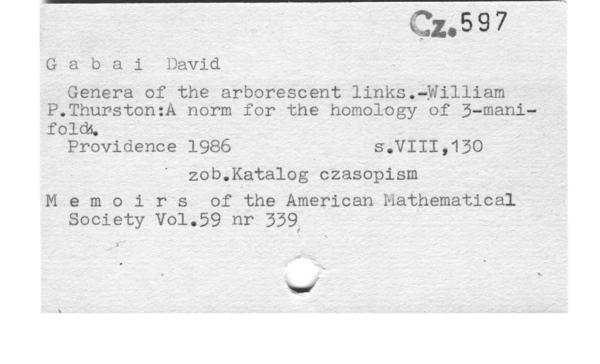 Cz.597
G a b a i David
Genera of the arborescent links.-William
P.Thurston:A norm for the homology of 3-mani-
folds.
Providence 1986 s.VIII,130
zob.Katalog czasopism
M e m o i r s of the American Mathematical
Society Vol.59 nr 339